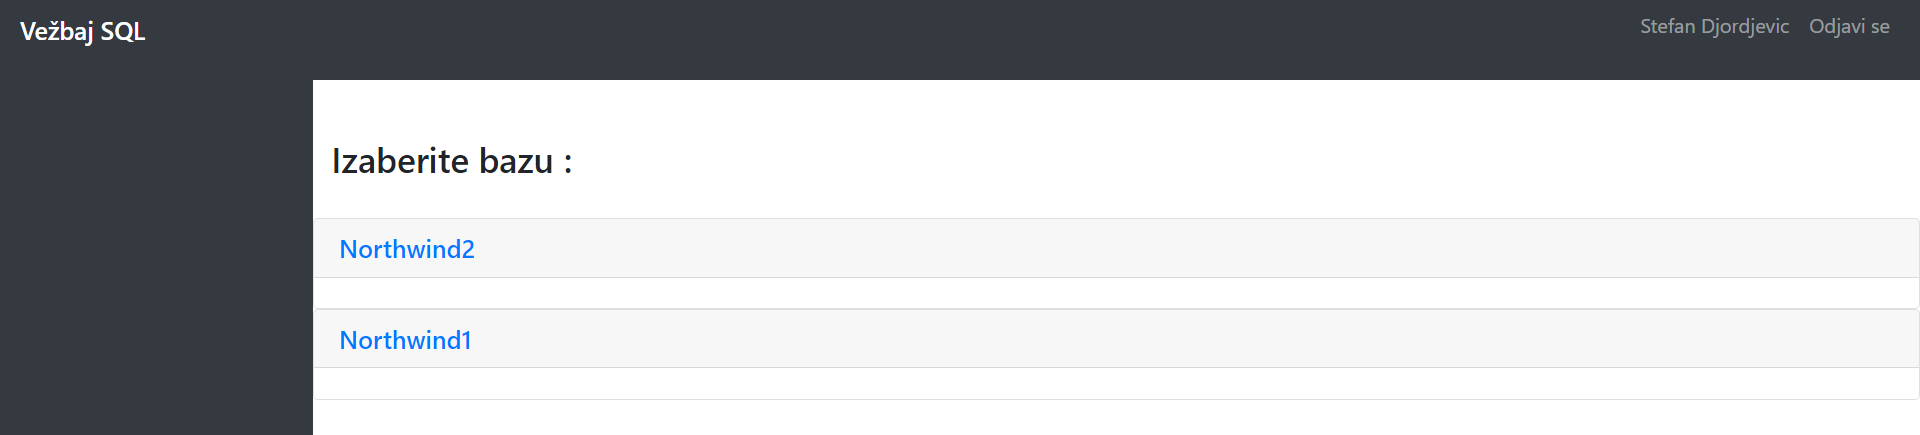 Vežbaj SQL
Stefan Djordjevic Odjavi se
Izaberite bazu :
Northwind2
Northwind1